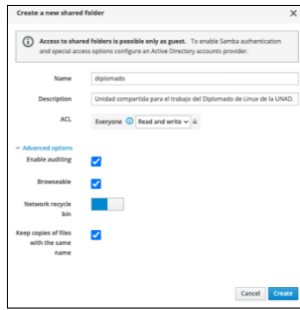 Create a new shared folder
Access to shared folders is possible only as guest. To enable Samba authentication
and special access options configure an Active Directory accounts provider.
Name diplomado
Description Unidad compartida para el trabajo del Diplomado de Linux de la UNAD.
ACL Everyone Read and write
Advanced options
Enable auditing
Browseable
Network recycle
bin
Keep copies of files
with the same
name
Cancel Create